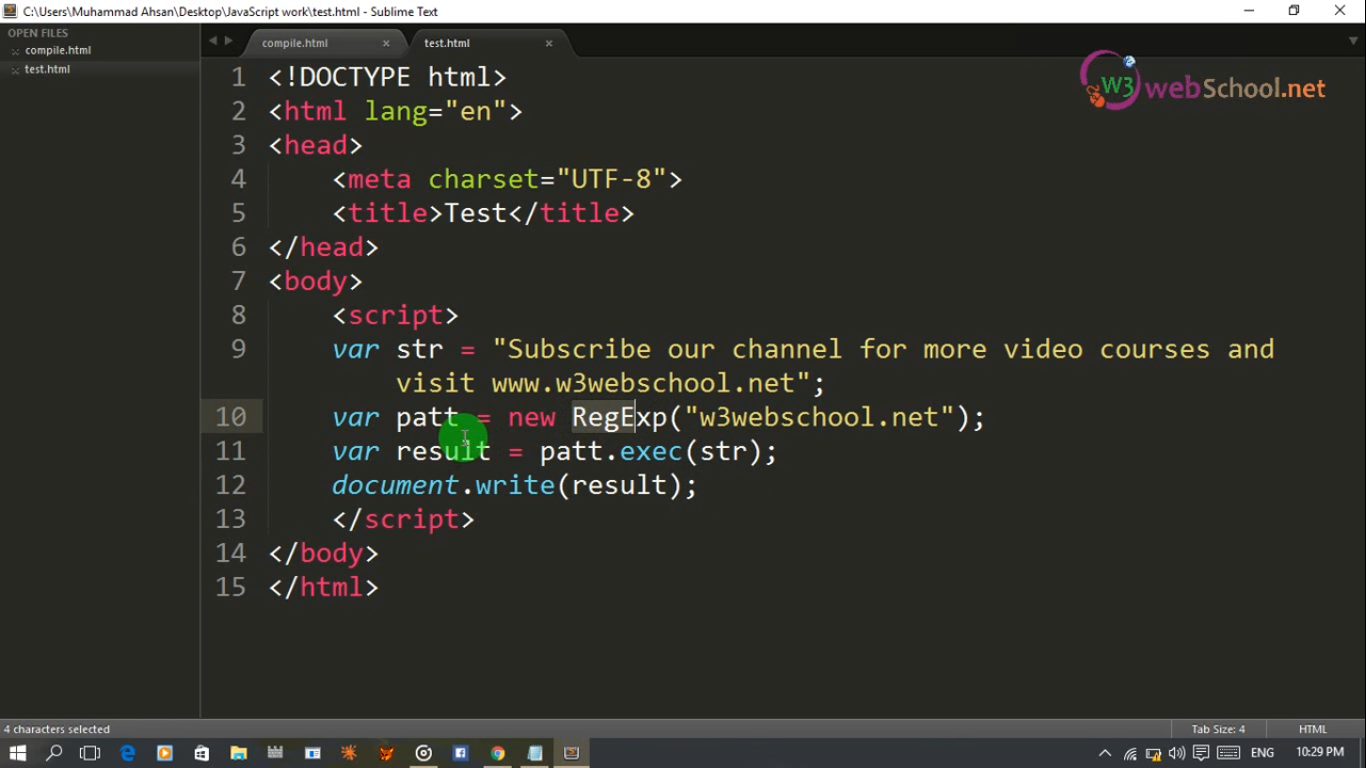 C:\Users\Muhammad Ahsan\Desktop\JavaScript work\test.html - Sublime Text
OPEN FILES
compile.html
test.html
compile.html
test.html
W3 webSchool.net
1 <!DOCTYPE html>
2 <html lang="en">
3 <head>
4 <meta charset="UTF-8">
5 <title>Test</title>
6 </head>
7 <body>
8 <script>
9 var str = "Subscribe our channel for more video courses and
visit www.w3webschool.net";
10 var patt = new RegExp("w3webschool.net");
11 var result = patt.exec(str);
12 document.write(result);
13 </script>
14 </body>
15 </html>
4 characters selected
Tab Size: 4
HTML
ENG
10:29 PM